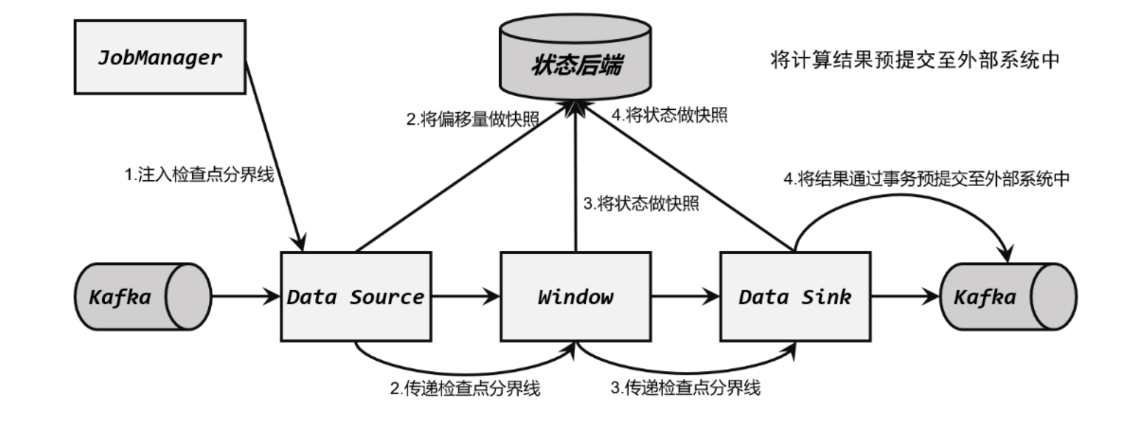 JobManager
状态后端
将计算结果预提交至外部系统中
2.将偏移量做快照
4.将状态做快照
1.注入检查点分界线
4.将结果通过事务预提交至外部系统中
3.将状态做快照
Kafka
Data Source
Window
Data Sink
Kafka
2.传递检查点分界线
3.传递检查点分界线